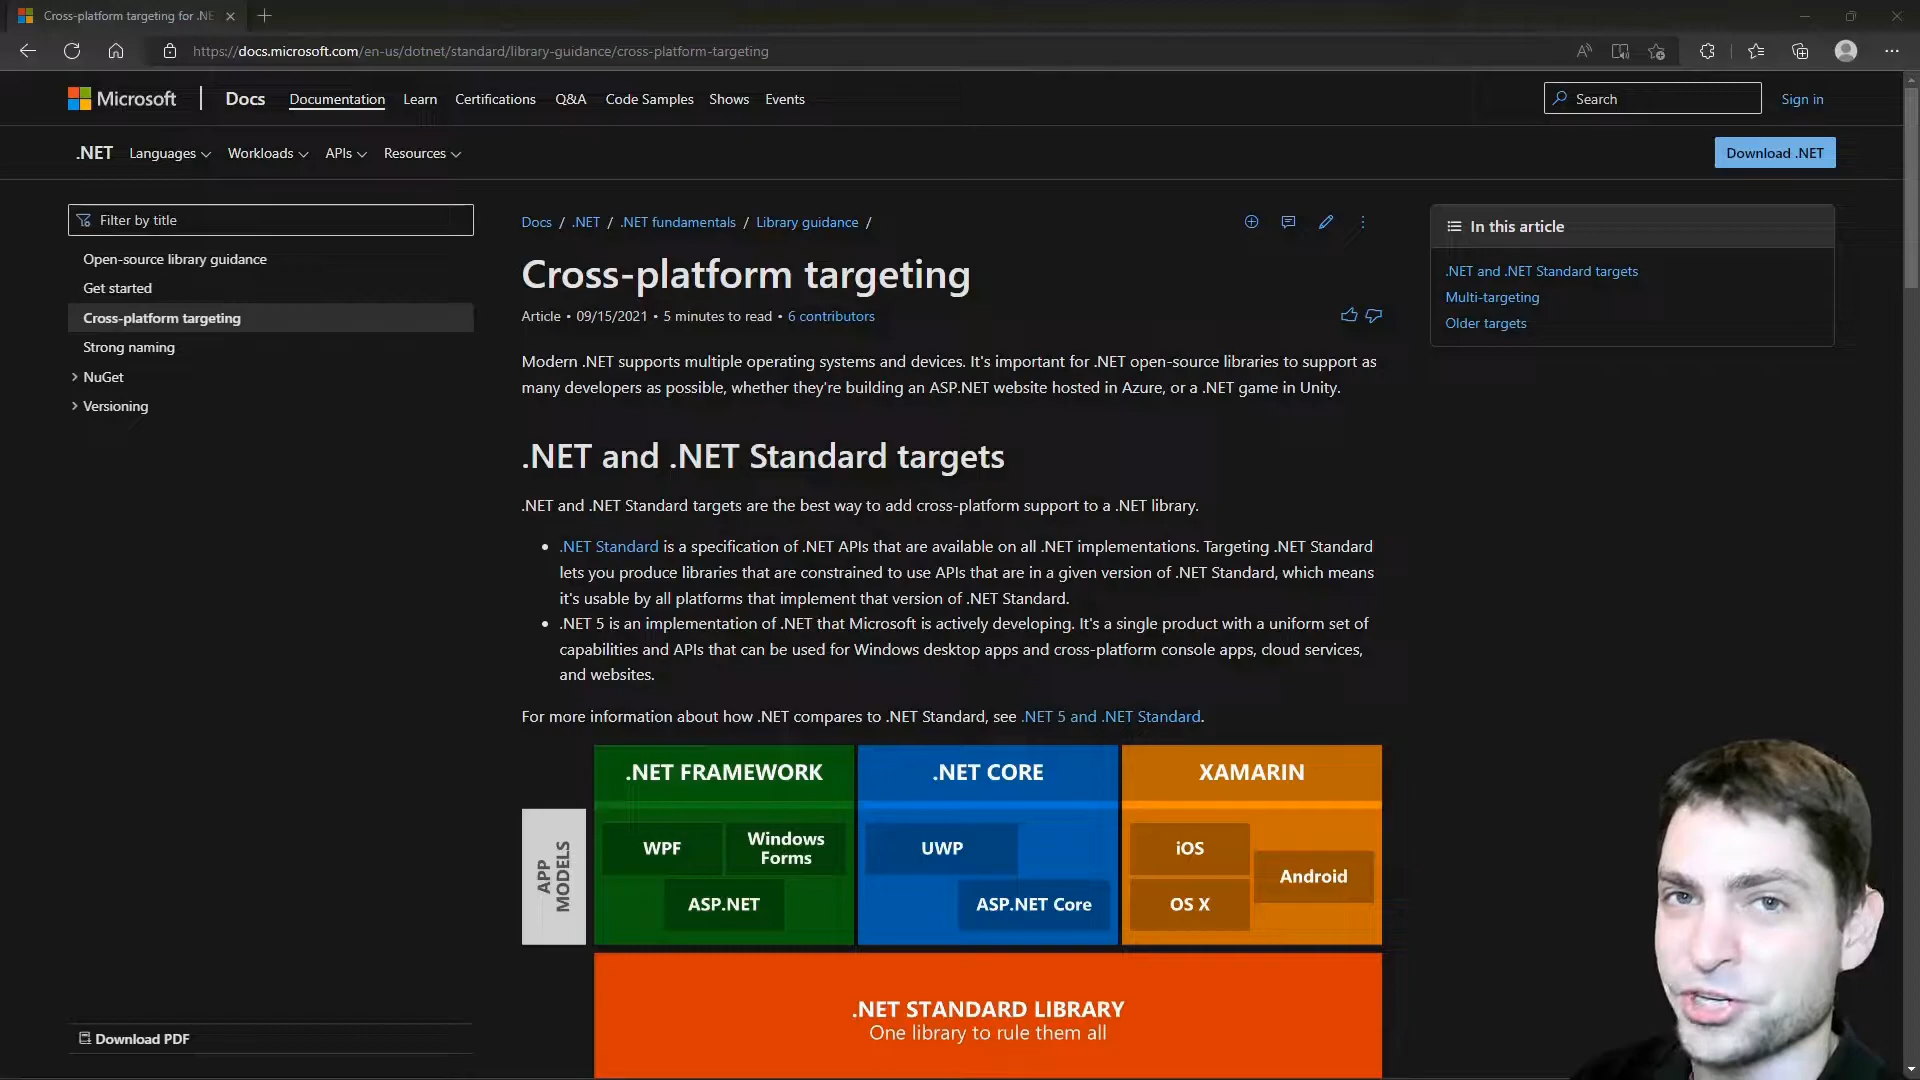 Cross-platform targeting for .NE
https://docs.microsoft.com/en-us/dotnet/standard/library-guidance/cross-platform-targeting
Microsoft
Docs
Documentation
Learn
Certifications
Q&A
Code Samples
Shows
Events
Search
Sign in
.NET
Languages
Workloads
APIs
Resources
Download .NET
Filter by title
Open-source library guidance
Get started
Cross-platform targeting
Strong naming
NuGet
Versioning
Download PDF
Docs / .NET / .NET fundamentals / Library guidance /
Cross-platform targeting
Article • 09/15/2021 • 5 minutes to read • 6 contributors
Modern .NET supports multiple operating systems and devices. It's important for .NET open-source libraries to support as
many developers as possible, whether they're building an ASP.NET website hosted in Azure, or a .NET game in Unity.
.NET and .NET Standard targets
.NET and .NET Standard targets are the best way to add cross-platform support to a .NET library.
• .NET Standard is a specification of .NET APIs that are available on all .NET implementations. Targeting .NET Standard
lets you produce libraries that are constrained to use APIs that are in a given version of .NET Standard, which means
it's usable by all platforms that implement that version of .NET Standard.
• .NET 5 is an implementation of .NET that Microsoft is actively developing. It's a single product with a uniform set of
capabilities and APIs that can be used for Windows desktop apps and cross-platform console apps, cloud services,
and websites.
For more information about how .NET compares to .NET Standard, see .NET 5 and .NET Standard.
APP
MODELS
.NET FRAMEWORK
WPF
Windows
Forms
ASP.NET
.NET CORE
UWP
ASP.NET Core
XAMARIN
iOS
Android
OS X
.NET STANDARD LIBRARY
One library to rule them all
In this article
.NET and .NET Standard targets
Multi-targeting
Older targets